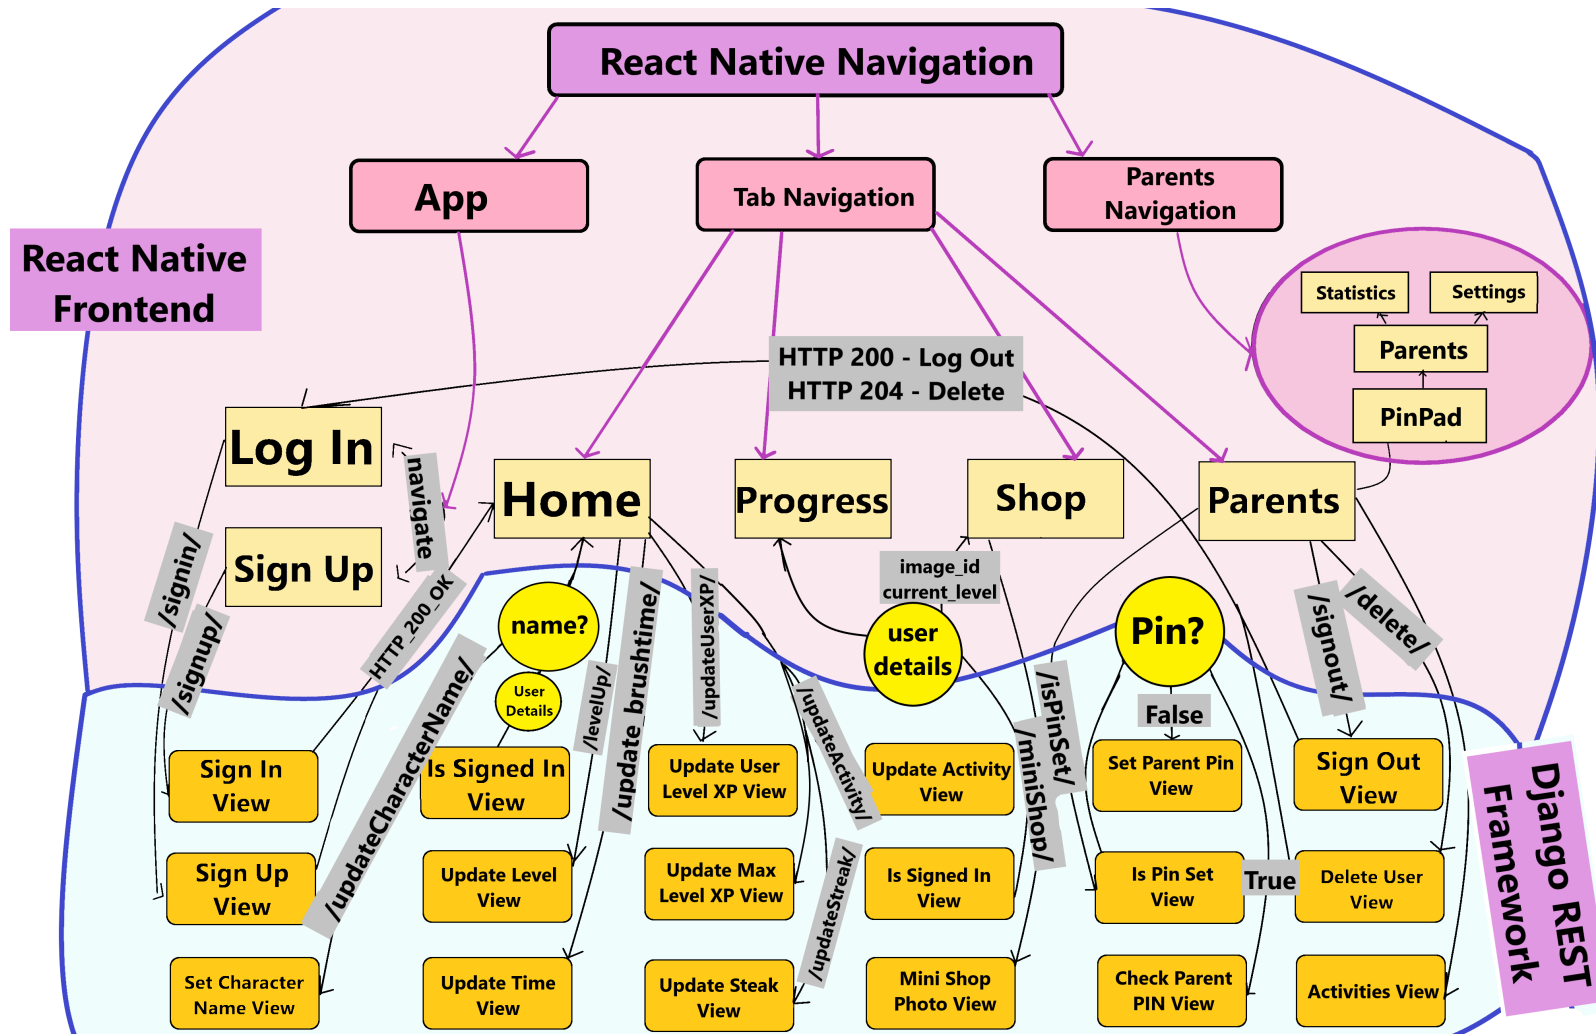 React Native Navigation
App
Tab Navigation
Parents
Navigation
React Native
Frontend
Statistics
Settings
Parents
PinPad
HTTP 200 - Log Out
HTTP 204 - Delete
Log In
navigate
Home
Progress
Shop
Parents
Sign Up
/signin/
/signup/
HTTP_200_OK
name?
User
Details
/updateCharacterName/
/levelUp/
/update brushtime/
/updateUserXP/
/updateActivity/
/updateStreak/
image_id
current_level
user
details
/isPinSet/
/miniShop/
Pin?
False
True
/signout/
/delete/
Sign In
View
Is Signed In
View
Update User
Level XP View
Update Activity
View
Set Parent Pin
View
Sign Out
View
Sign Up
View
Update Level
View
Update Max
Level XP View
Is Signed In
View
Is Pin Set
View
Delete User
View
Set Character
Name View
Update Time
View
Update Steak
View
Mini Shop
Photo View
Check Parent
PIN View
Activities View
Django REST
Framework